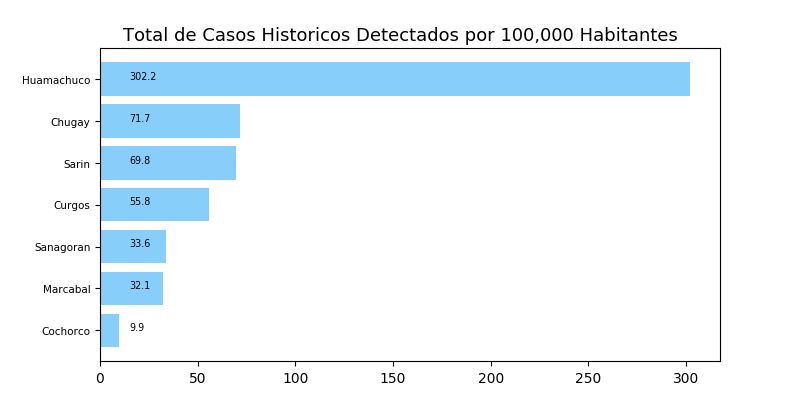 Total de Casos Historicos Detectados por 100,000 Habitantes
Huamachuco 302.2
Chugay 71.7
Sarin 69.8
Curgos 55.8
Sanagoran 33.6
Marcabal 32.1
Cochorco 9.9
0 50 100 150 200 250 300